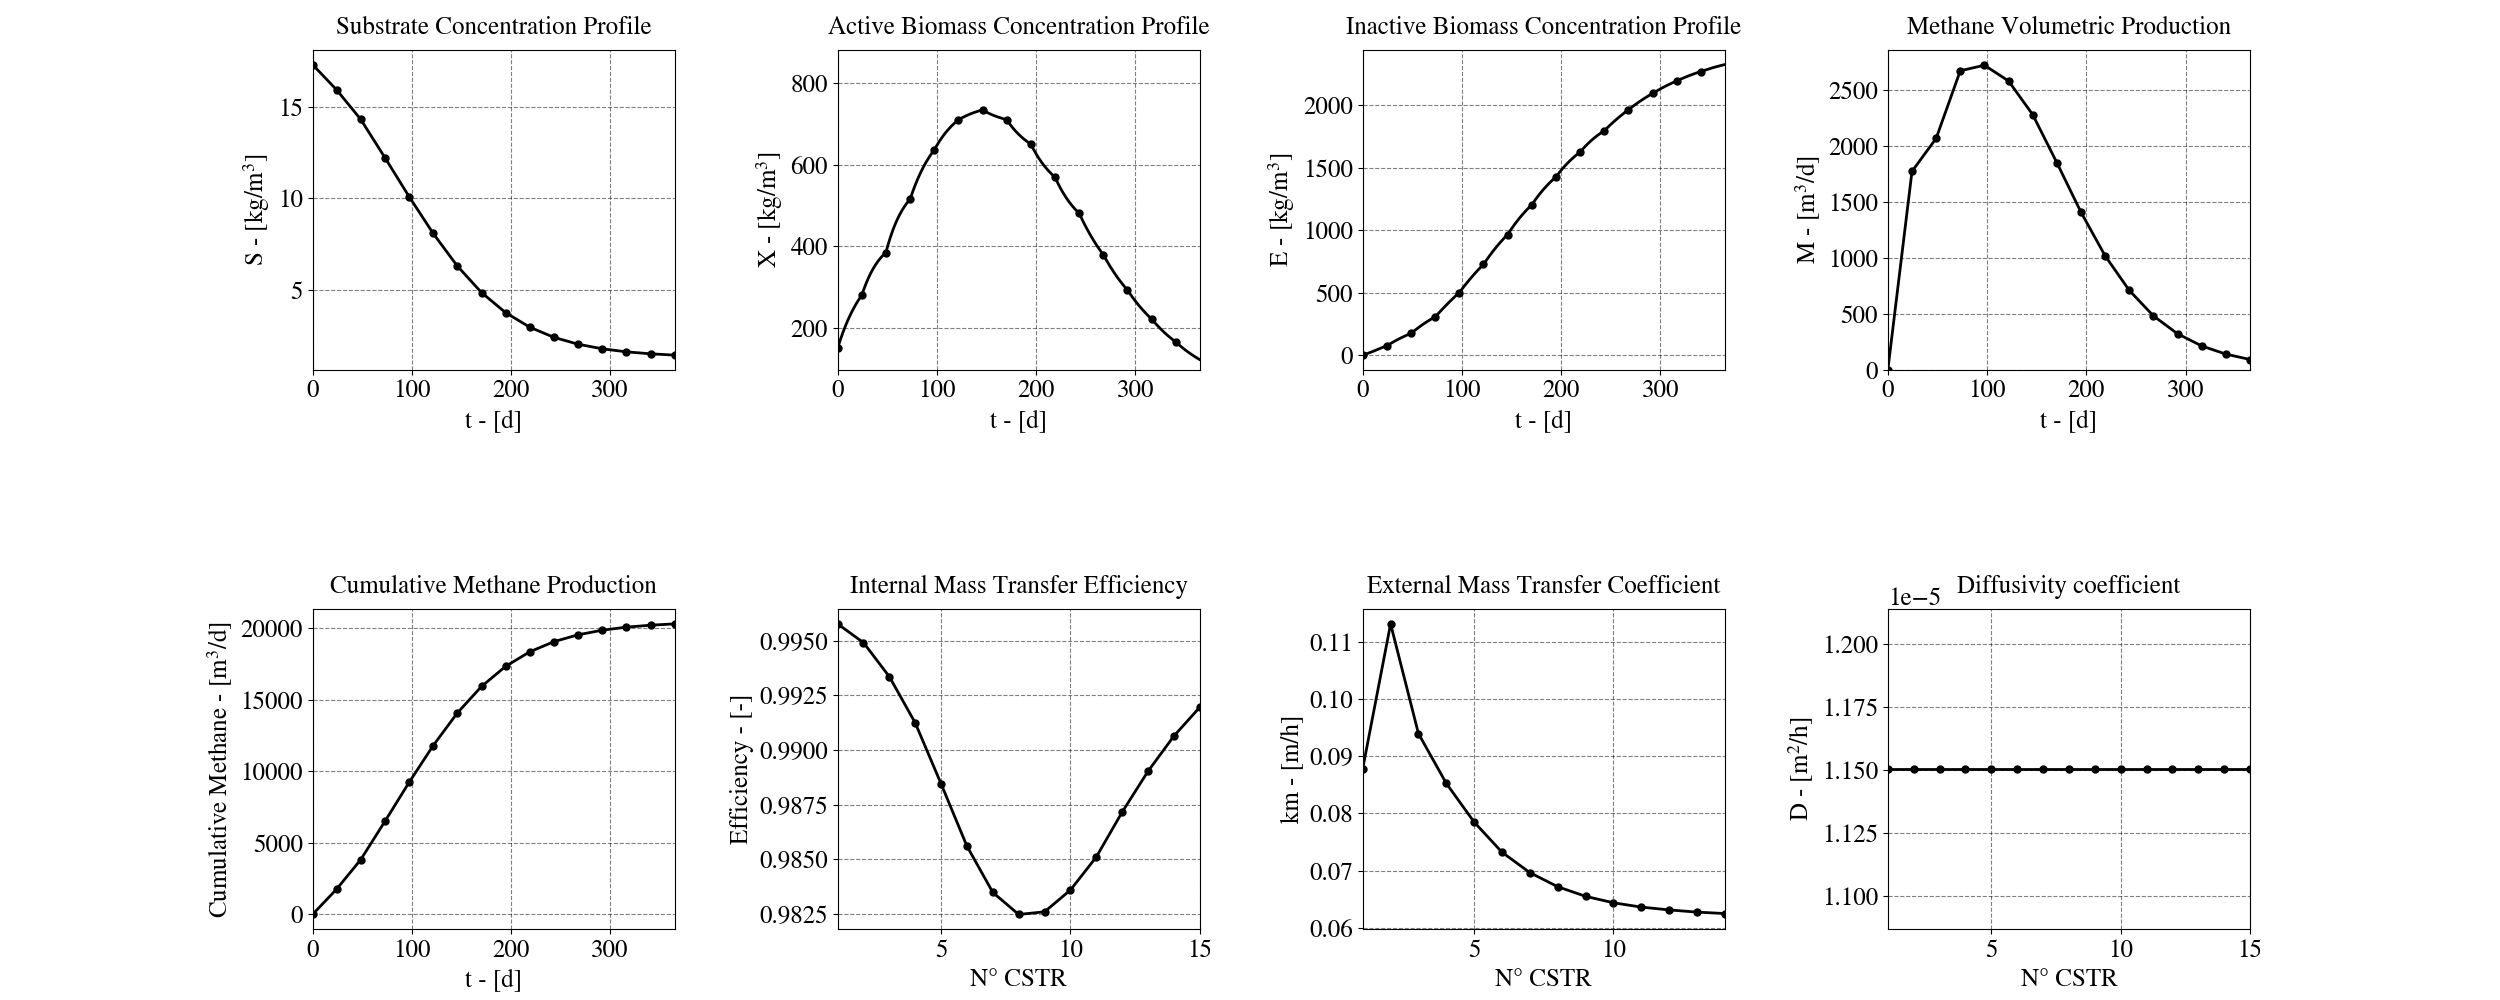 Substrate Concentration Profile
S - [kg/m³]
15
10
5
0 100 200 300
t - [d]
Active Biomass Concentration Profile
X - [kg/m³]
800
600
400
200
0 100 200 300
t - [d]
Inactive Biomass Concentration Profile
E - [kg/m³]
2000
1500
1000
500
0
0 100 200 300
t - [d]
Methane Volumetric Production
M - [m³/d]
2500
2000
1500
1000
500
0
0 100 200 300
t - [d]
Cumulative Methane Production
Cumulative Methane - [m³/d]
20000
15000
10000
5000
0
0 100 200 300
t - [d]
Internal Mass Transfer Efficiency
Efficiency - [-]
0.9950
0.9925
0.9900
0.9875
0.9850
0.9825
5 10 15
N° CSTR
External Mass Transfer Coefficient
km - [m/h]
0.11
0.10
0.09
0.08
0.07
0.06
5 10
N° CSTR
Diffusivity coefficient
1e−5
D - [m²/h]
1.200
1.175
1.150
1.125
1.100
5 10 15
N° CSTR